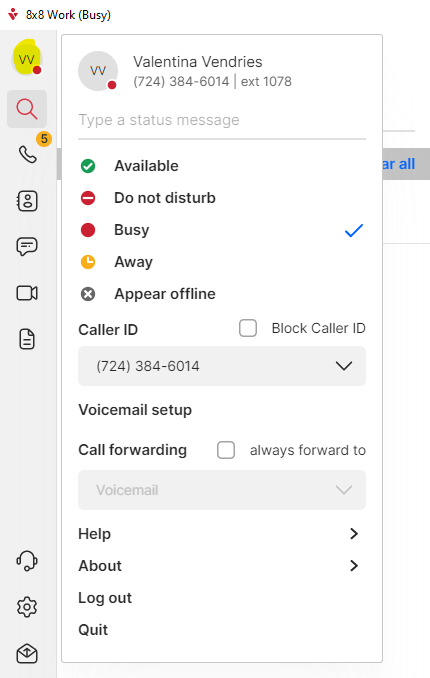 8x8 Work (Busy)
VV
VV
Valentina Vendries
(724) 384-6014 | ext 1078
Type a status message
5
Available
ar all
Do not disturb
Busy
Away
Appear offline
Caller ID
Block Caller ID
(724) 384-6014
Voicemail setup
Call forwarding
always forward to
Voicemail
Help
About
Log out
Quit